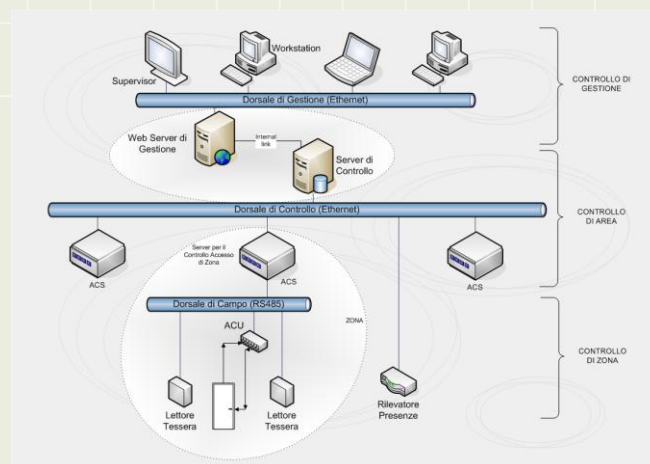 Workstation
Supervisor
CONTROLLO DI
GESTIONE
Dorsale di Gestione (Ethernet)
Web Server di
Gestione
Internal
link
Server di
Controllo
Dorsale di Controllo (Ethernet)
CONTROLLO
DI AREA
Server per il
Controllo Accesso
di Zona
ACS
ACS
ACS
Dorsale di Campo (RS485)
ACU
ZONA
CONTROLLO
DI ZONA
Lettore
Tessera
Lettore
Tessera
Rilevatore
Presenze